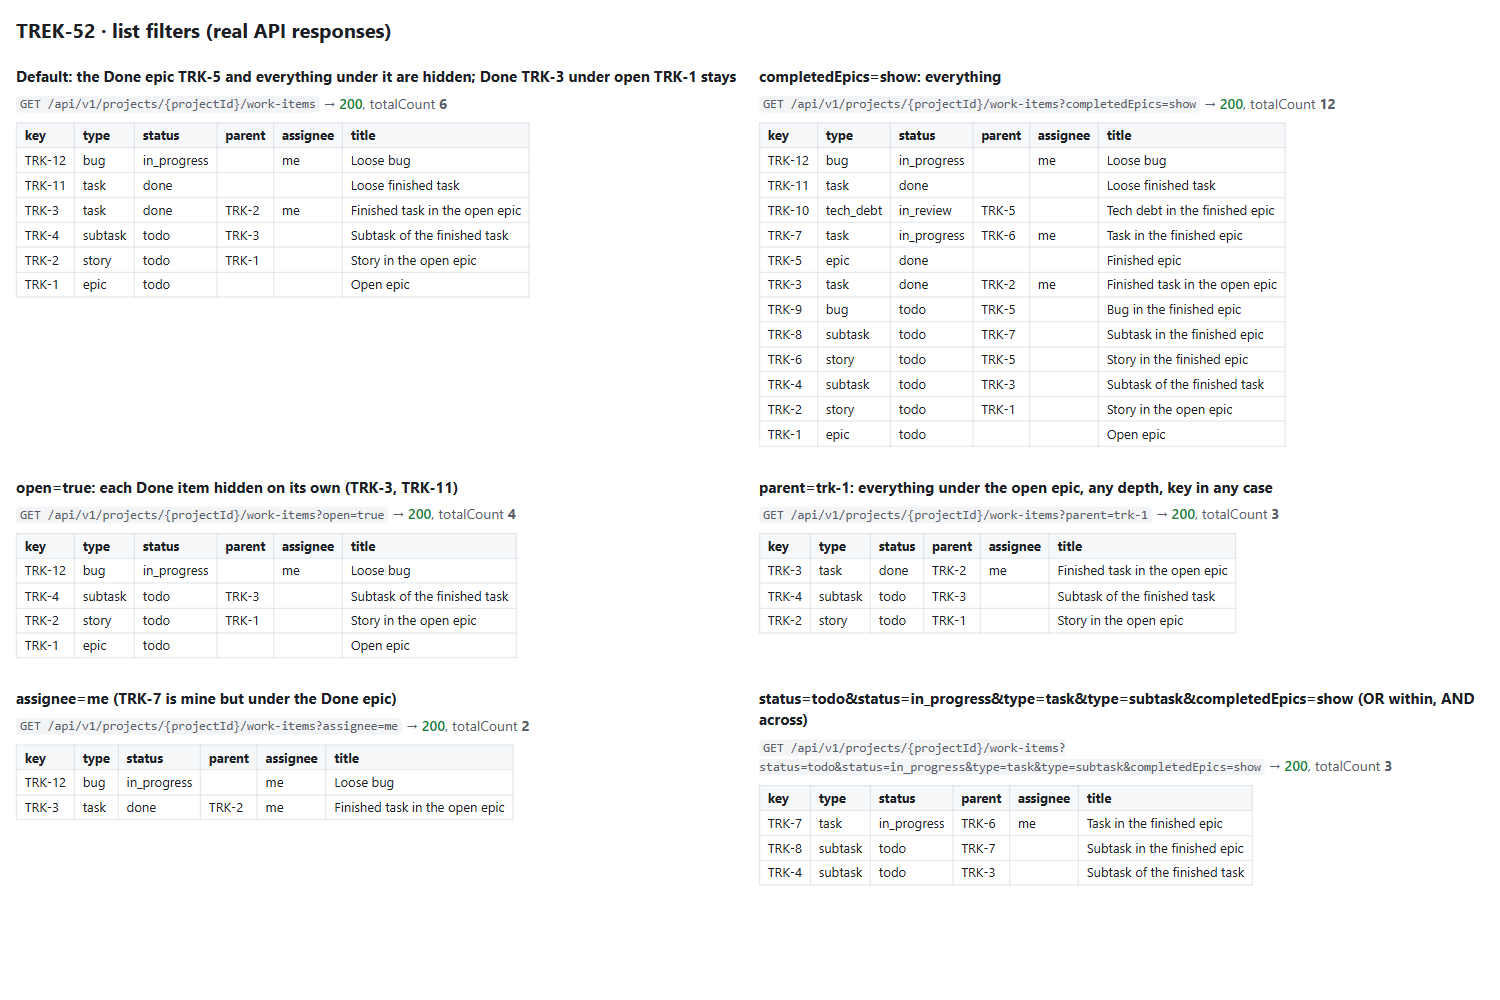 TREK-52 · list filters (real API responses)
Default: the Done epic TRK-5 and everything under it are hidden; Done TRK-3 under open TRK-1 stays
GET /api/v1/projects/{projectId}/work-items → 200, totalCount 6
key type status parent assignee title
TRK-12 bug in_progress me Loose bug
TRK-11 task done Loose finished task
TRK-3 task done TRK-2 me Finished task in the open epic
TRK-4 subtask todo TRK-3 Subtask of the finished task
TRK-2 story todo TRK-1 Story in the open epic
TRK-1 epic todo Open epic
completedEpics=show: everything
GET /api/v1/projects/{projectId}/work-items?completedEpics=show → 200, totalCount 12
key type status parent assignee title
TRK-12 bug in_progress me Loose bug
TRK-11 task done Loose finished task
TRK-10 tech_debt in_review TRK-5 Tech debt in the finished epic
TRK-7 task in_progress TRK-6 me Task in the finished epic
TRK-5 epic done Finished epic
TRK-3 task done TRK-2 me Finished task in the open epic
TRK-9 bug todo TRK-5 Bug in the finished epic
TRK-8 subtask todo TRK-7 Subtask in the finished epic
TRK-6 story todo TRK-5 Story in the finished epic
TRK-4 subtask todo TRK-3 Subtask of the finished task
TRK-2 story todo TRK-1 Story in the open epic
TRK-1 epic todo Open epic
open=true: each Done item hidden on its own (TRK-3, TRK-11)
GET /api/v1/projects/{projectId}/work-items?open=true → 200, totalCount 4
key type status parent assignee title
TRK-12 bug in_progress me Loose bug
TRK-4 subtask todo TRK-3 Subtask of the finished task
TRK-2 story todo TRK-1 Story in the open epic
TRK-1 epic todo Open epic
parent=trk-1: everything under the open epic, any depth, key in any case
GET /api/v1/projects/{projectId}/work-items?parent=trk-1 → 200, totalCount 3
key type status parent assignee title
TRK-3 task done TRK-2 me Finished task in the open epic
TRK-4 subtask todo TRK-3 Subtask of the finished task
TRK-2 story todo TRK-1 Story in the open epic
assignee=me (TRK-7 is mine but under the Done epic)
GET /api/v1/projects/{projectId}/work-items?assignee=me → 200, totalCount 2
key type status parent assignee title
TRK-12 bug in_progress me Loose bug
TRK-3 task done TRK-2 me Finished task in the open epic
status=todo&status=in_progress&type=task&type=subtask&completedEpics=show (OR within, AND
across)
GET /api/v1/projects/{projectId}/work-items?
status=todo&status=in_progress&type=task&type=subtask&completedEpics=show → 200, totalCount 3
key type status parent assignee title
TRK-7 task in_progress TRK-6 me Task in the finished epic
TRK-8 subtask todo TRK-7 Subtask in the finished epic
TRK-4 subtask todo TRK-3 Subtask of the finished task